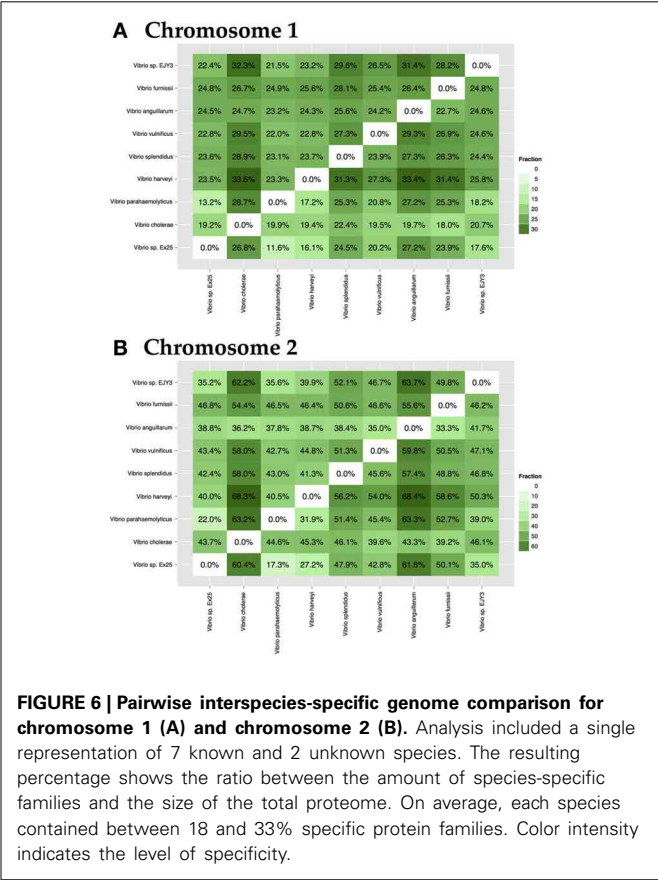 A Chromosome 1
Vibrio sp. EJY3 22.4% 32.3% 21.5% 23.2% 29.6% 26.5% 31.4% 28.2% 0.0%
Vibrio furnissii 24.8% 26.7% 24.9% 25.6% 28.1% 25.4% 26.4% 0.0% 24.8%
Vibrio anguillarum 24.5% 24.7% 23.2% 24.3% 25.6% 24.2% 0.0% 22.7% 24.6%
Vibrio vulnificus 22.8% 29.5% 22.0% 22.8% 27.3% 0.0% 29.3% 26.9% 24.6%
Vibrio splendidus 23.6% 28.9% 23.1% 23.7% 0.0% 23.9% 27.3% 26.3% 24.4%
Vibrio harveyi 23.5% 33.6% 23.3% 0.0% 31.3% 27.3% 33.4% 31.4% 25.8%
Vibrio parahaemolyticus 13.2% 28.7% 0.0% 17.2% 25.3% 20.8% 27.2% 25.3% 18.2%
Vibrio cholerae 19.2% 0.0% 19.9% 19.4% 22.4% 19.5% 19.7% 18.0% 20.7%
Vibrio sp. Ex25 0.0% 26.8% 11.6% 16.1% 24.5% 20.2% 27.2% 23.9% 17.6%
Vibrio sp. Ex25
Vibrio cholerae
Vibrio parahaemolyticus
Vibrio harveyi
Vibrio splendidus
Vibrio vulnificus
Vibrio anguillarum
Vibrio furnissii
Vibrio sp. EJY3
Fraction
0
5
10
15
20
25
30
B Chromosome 2
Vibrio sp. EJY3 35.2% 62.2% 35.6% 39.9% 52.1% 46.7% 63.7% 49.8% 0.0%
Vibrio furnissii 46.8% 54.4% 46.5% 46.4% 50.6% 46.6% 55.6% 0.0% 46.2%
Vibrio anguillarum 38.8% 36.2% 37.8% 38.7% 38.4% 35.0% 0.0% 33.3% 41.7%
Vibrio vulnificus 43.4% 58.0% 42.7% 44.8% 51.3% 0.0% 59.8% 50.5% 47.1%
Vibrio splendidus 42.4% 58.0% 43.0% 41.3% 0.0% 45.6% 57.4% 48.8% 46.8%
Vibrio harveyi 40.0% 68.3% 40.5% 0.0% 56.2% 54.0% 68.4% 58.6% 50.3%
Vibrio parahaemolyticus 22.0% 63.2% 0.0% 31.9% 51.4% 45.4% 63.3% 52.7% 39.0%
Vibrio cholerae 43.7% 0.0% 44.6% 45.3% 46.1% 39.6% 43.3% 39.2% 46.1%
Vibrio sp. Ex25 0.0% 60.4% 17.3% 27.2% 47.9% 42.8% 61.8% 50.1% 35.0%
Vibrio sp. Ex25
Vibrio cholerae
Vibrio parahaemolyticus
Vibrio harveyi
Vibrio splendidus
Vibrio vulnificus
Vibrio anguillarum
Vibrio furnissii
Vibrio sp. EJY3
Fraction
0
10
20
30
40
50
60
FIGURE 6 | Pairwise interspecies-specific genome comparison for
chromosome 1 (A) and chromosome 2 (B). Analysis included a single
representation of 7 known and 2 unknown species. The resulting
percentage shows the ratio between the amount of species-specific
families and the size of the total proteome. On average, each species
contained between 18 and 33% specific protein families. Color intensity
indicates the level of specificity.